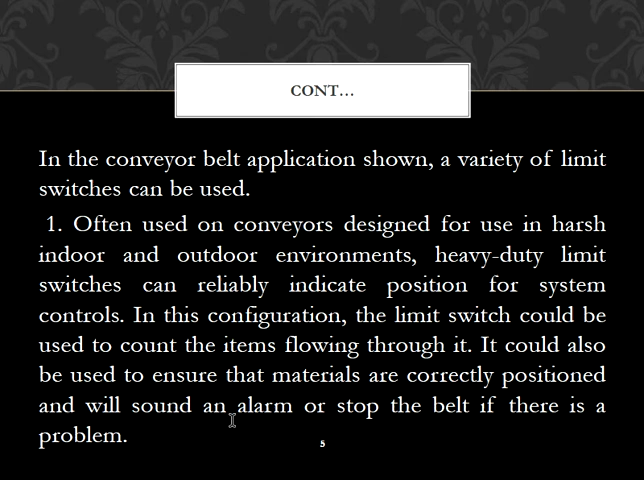 CONT...
In the conveyor belt application shown, a variety of limit
switches can be used.
1. Often used on conveyors designed for use in harsh
indoor and outdoor environments, heavy-duty limit
switches can reliably indicate position for system
controls. In this configuration, the limit switch could be
used to count the items flowing through it. It could also
be used to ensure that materials are correctly positioned
and will sound an alarm or stop the belt if there is a
problem.
5